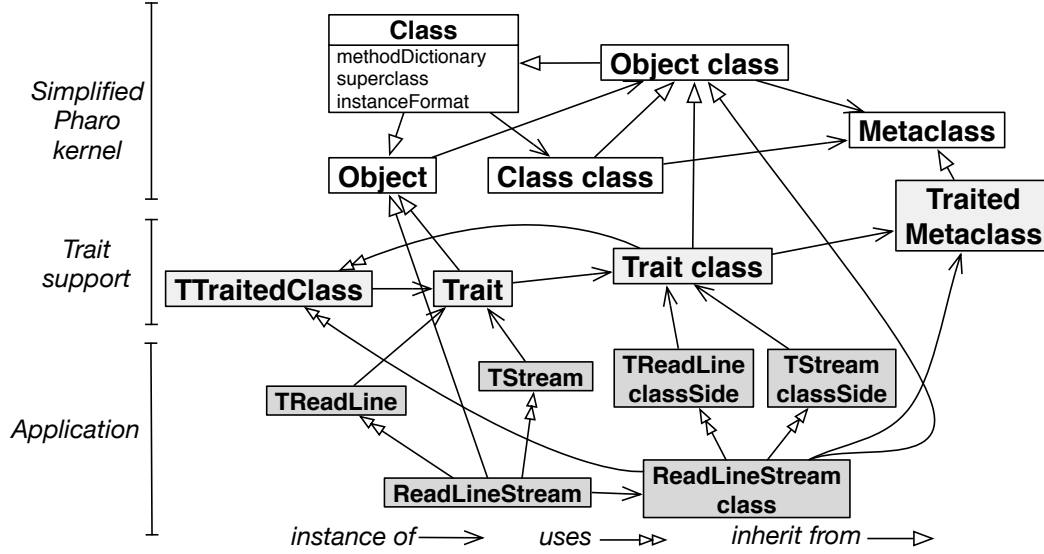 Simplified
Pharo
kernel
Class
methodDictionary
superclass
instanceFormat
Object class
Metaclass
Object
Class class
Traited
Metaclass
Trait
support
TTraitedClass
Trait
Trait class
Application
TReadLine
TStream
TReadLine
classSide
TStream
classSide
ReadLineStream
ReadLineStream
class
instance of
uses
inherit from